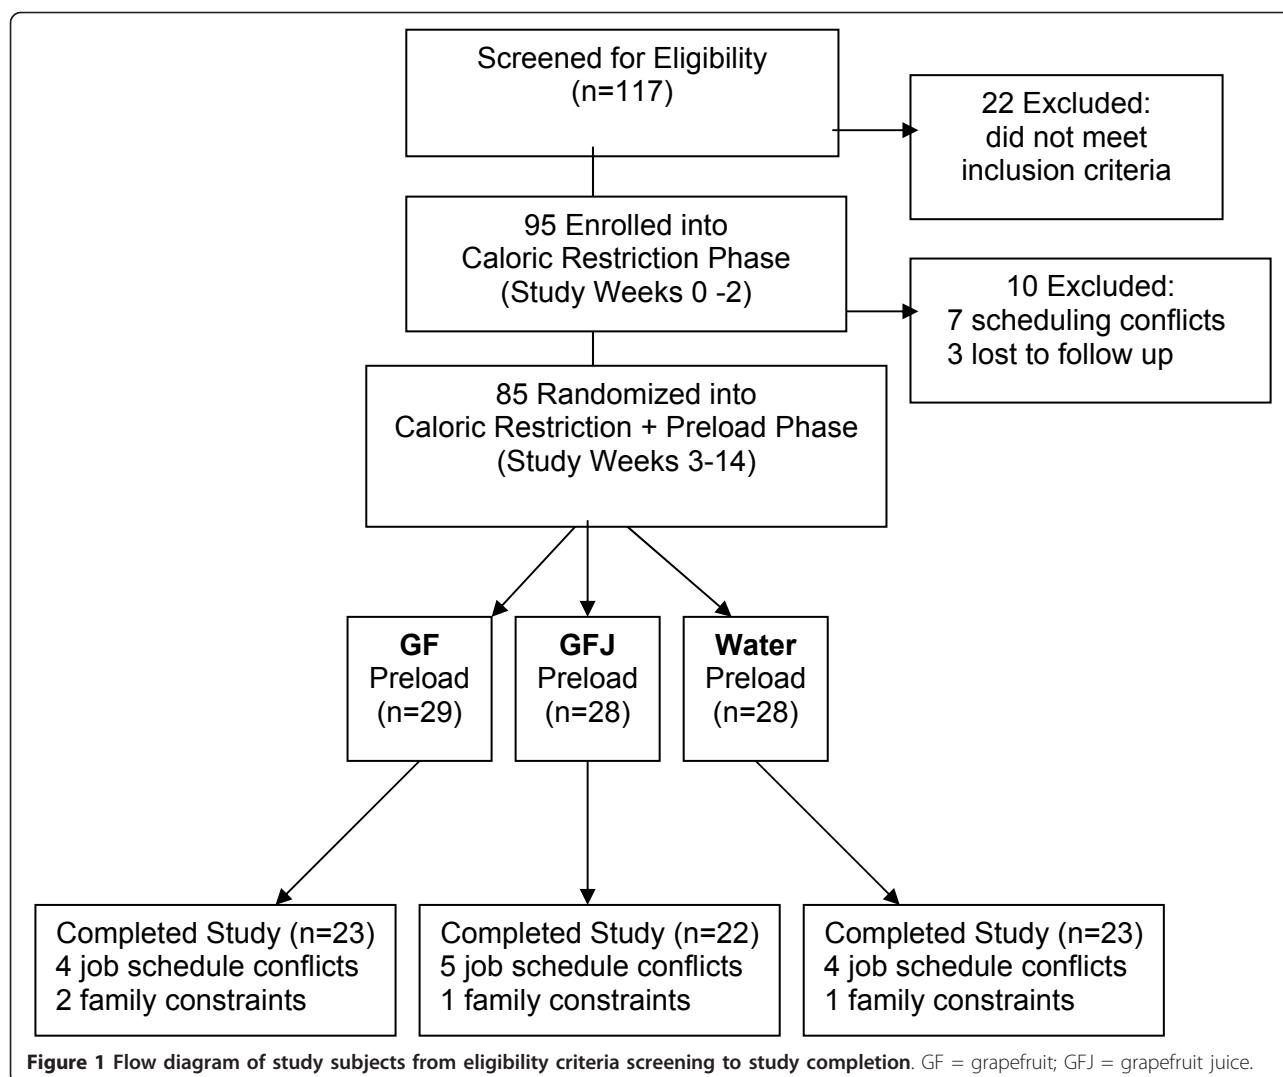 Screened for Eligibility
(n=117)
22 Excluded:
did not meet
inclusion criteria
95 Enrolled into
Caloric Restriction Phase
(Study Weeks 0 -2)
10 Excluded:
7 scheduling conflicts
3 lost to follow up
85 Randomized into
Caloric Restriction + Preload Phase
(Study Weeks 3-14)
GF
Preload
(n=29)
GFJ
Preload
(n=28)
Water
Preload
(n=28)
Completed Study (n=23)
4 job schedule conflicts
2 family constraints
Completed Study (n=22)
5 job schedule conflicts
1 family constraints
Completed Study (n=23)
4 job schedule conflicts
1 family constraints
Figure 1 Flow diagram of study subjects from eligibility criteria screening to study completion. GF = grapefruit; GFJ = grapefruit juice.